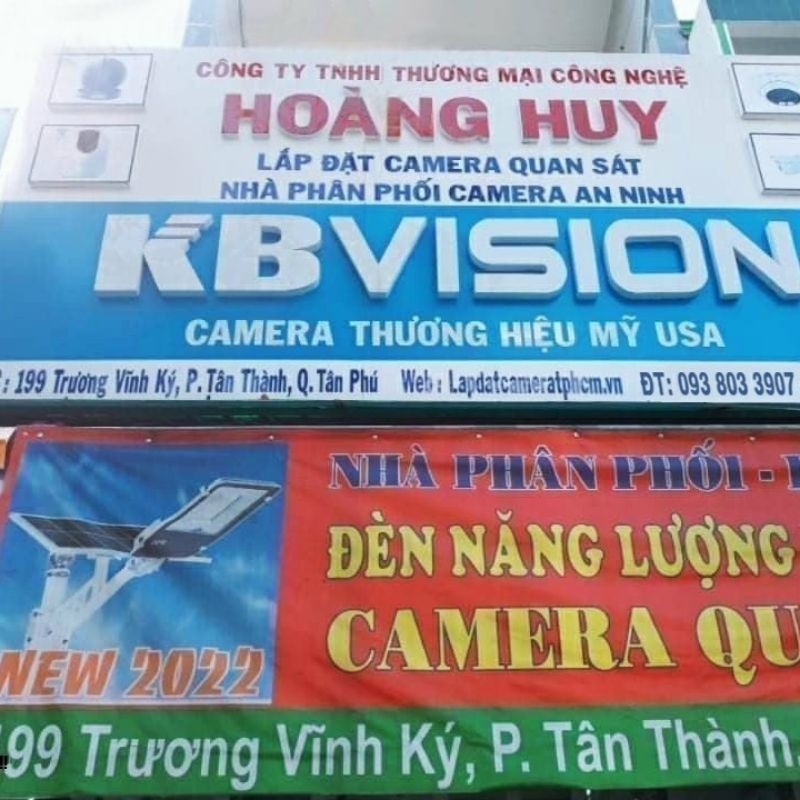 CÔNG TY TNHH THƯƠNG MẠI CÔNG NGHỆ
HOÀNG HUY
LẮP ĐẶT CAMERA QUAN SÁT
NHÀ PHÂN PHỐI CAMERA AN NINH
KBVISION
CAMERA THƯƠNG HIỆU MỸ USA
: 199 Trương Vĩnh Ký, P. Tân Thành, Q. Tân Phú Web : Lapdatcameratphcm.vn ĐT: 093 803 3907
NHÀ PHÂN PHỐI -
ĐÈN NĂNG LƯỢNG
CAMERA QU
NEW 2022
199 Trương Vĩnh Ký, P. Tân Thành.